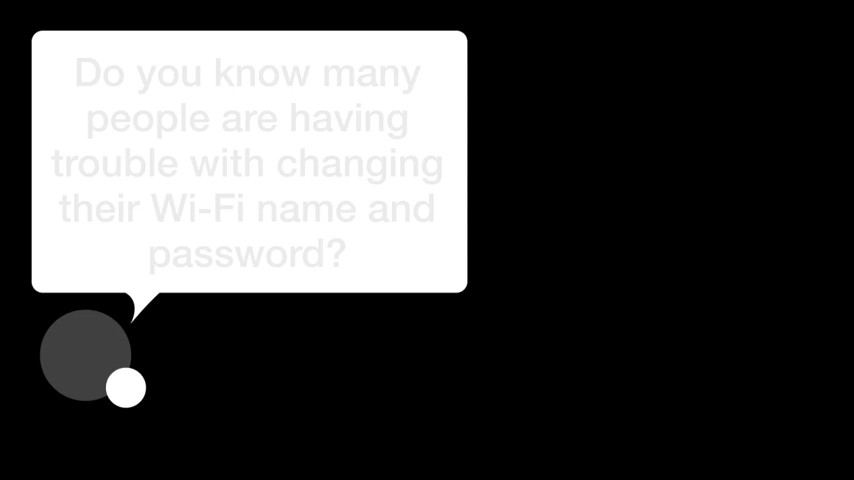 Do you know many
people are having
trouble with changing
their Wi-Fi name and
password?